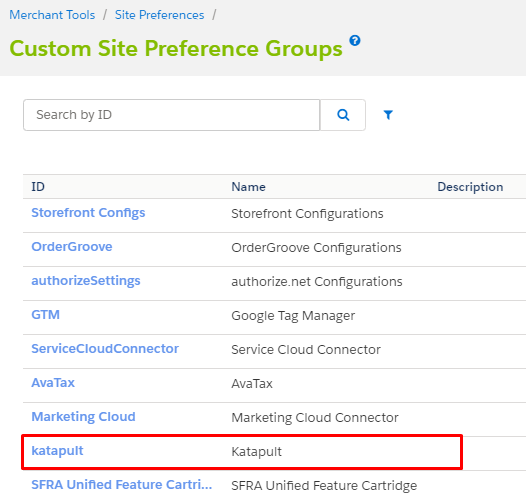 Merchant Tools / Site Preferences /
Custom Site Preference Groups ?
Search by ID
ID Name Description
Storefront Configs Storefront Configurations
OrderGroove OrderGroove Configurations
authorizeSettings authorize.net Configurations
GTM Google Tag Manager
ServiceCloudConnector Service Cloud Connector
AvaTax AvaTax
Marketing Cloud Marketing Cloud Connector
katapult Katapult
SFRA Unified Feature Cartri... SFRA Unified Feature Cartridge